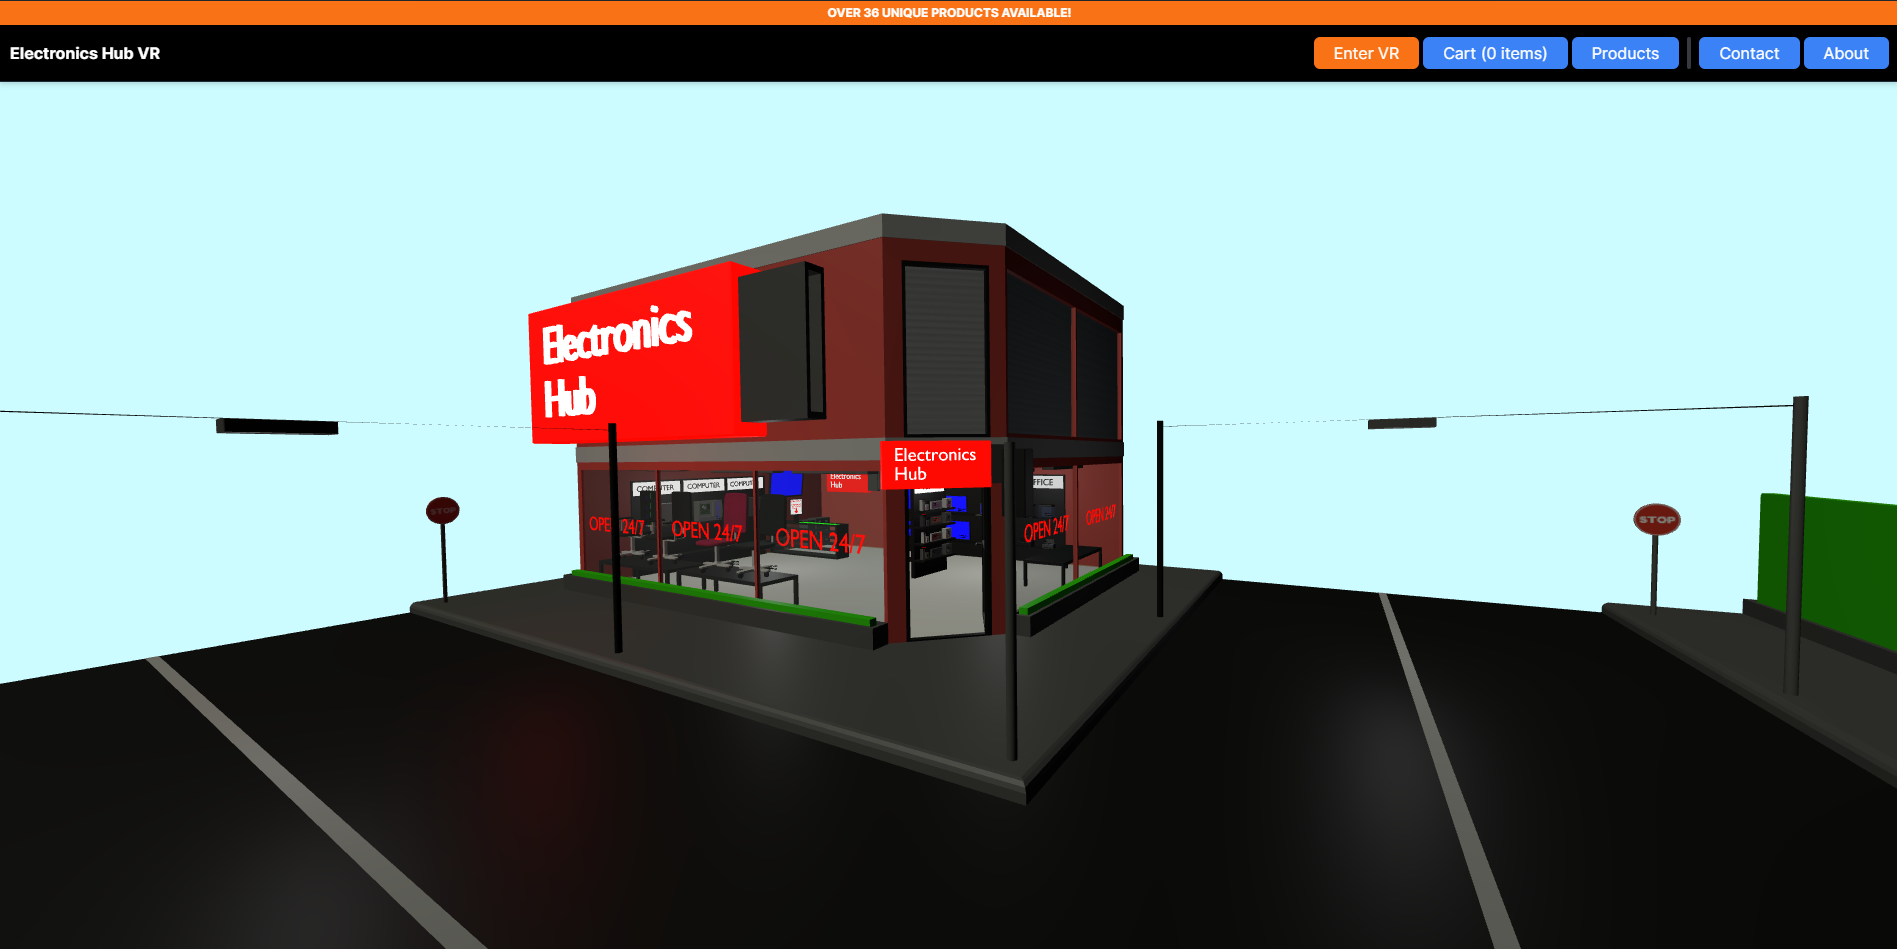 OVER 36 UNIQUE PRODUCTS AVAILABLE!
Electronics Hub VR
Enter VR
Cart (0 items)
Products
Contact
About
Electronics
Hub
Electronics
Hub
Electronics
Hub
COMPUTER
COMPUTER
OPEN 24/7
OPEN 24/7
OPEN 24/7
OPEN 24/7
OPEN 24/7
STOP
STOP